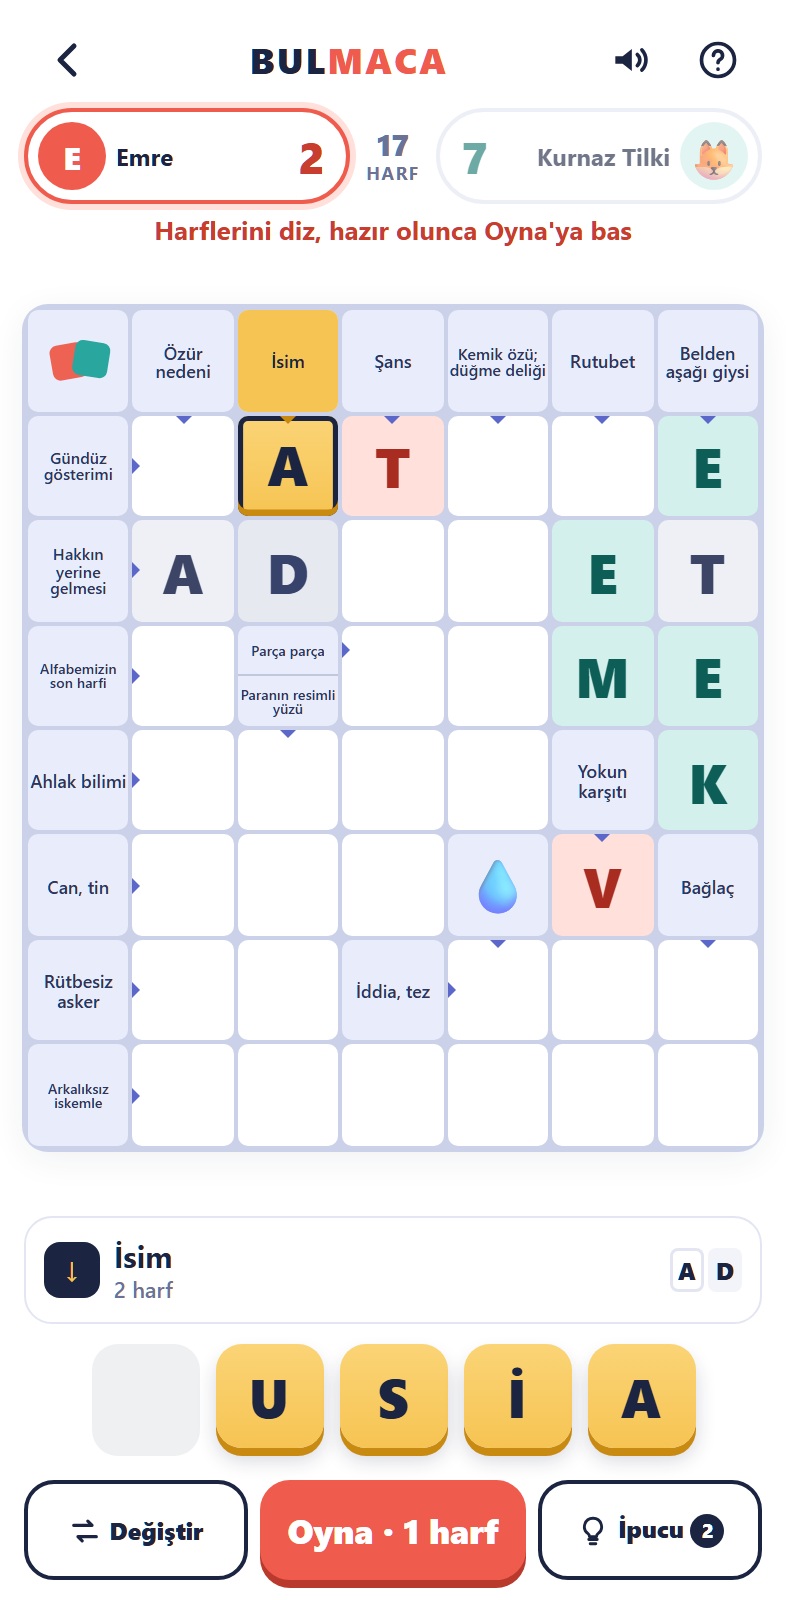 BULMACA
E Emre 2
17
HARF
7 Kurnaz Tilki
Harflerini diz, hazır olunca Oyna'ya bas
Özür
nedeni
İsim
Şans
Kemik özü;
düğme deliği
Rutubet
Belden
aşağı giysi
Gündüz
gösterimi
A T E
Hakkın
yerine
gelmesi
A D E T
Alfabemizin
son harfi
Parça parça
Paranın resimli
yüzü
M E
Ahlak bilimi
Yokun
karşıtı
K
Can, tin
V
Bağlaç
Rütbesiz
asker
İddia, tez
Arkalıksız
iskemle
↓
İsim
2 harf
A D
U S İ A
Değiştir
Oyna · 1 harf
İpucu 2